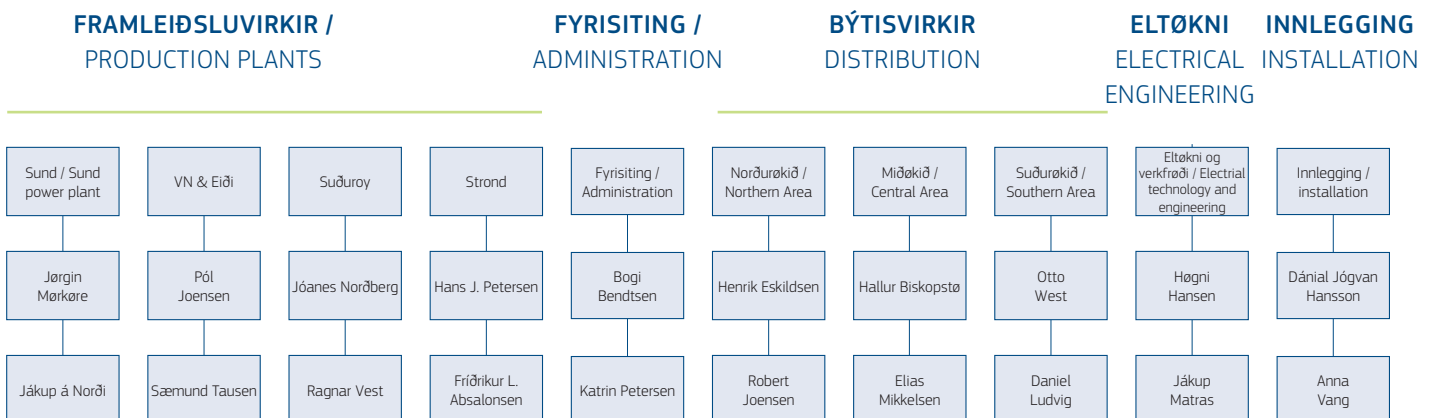 FRAMLEIÐSLUVIRKIR /
PRODUCTION PLANTS
FYRISITING /
ADMINISTRATION
BÝTISVIRKIR
DISTRIBUTION
ELTØKNI
ELECTRICAL
ENGINEERING
INNLEGGING
INSTALLATION
Sund / Sund
power plant
VN & Eiði
Suðuroy
Strond
Fyrisiting /
Administration
Norðurøkið /
Northern Area
Miðøkið /
Central Area
Suðurøkið /
Southern Area
Eltøkni og
verkfrøði / Electrial
technology and
engineering
Innlegging /
installation
Jørgin
Mørkøre
Pól
Joensen
Jóanes Norðberg
Hans J. Petersen
Bogi
Bendtsen
Henrik Eskildsen
Hallur Biskopstø
Otto
West
Høgni
Hansen
Dánial Jógvan
Hansson
Jákup á Norði
Sæmund Tausen
Ragnar Vest
Fríðrikur L.
Absalonsen
Katrin Petersen
Robert
Joensen
Elias
Mikkelsen
Daniel
Ludvig
Jákup
Matras
Anna
Vang